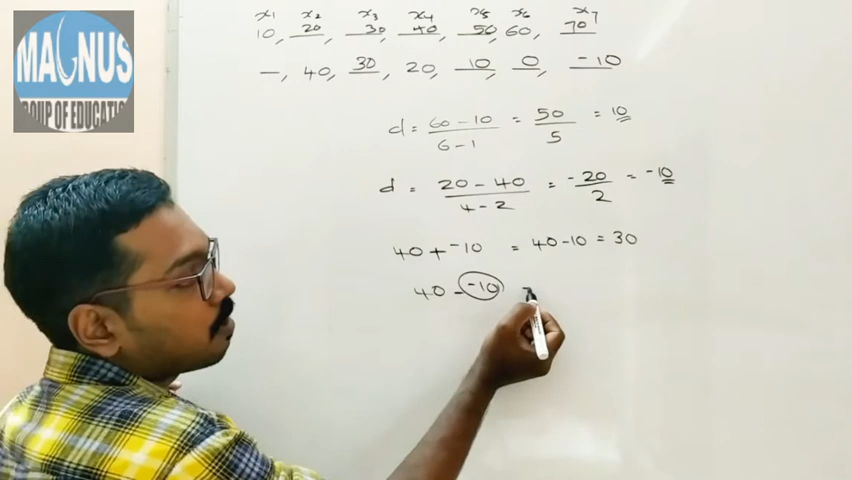 MAGNUS
GROUP OF EDUCATION
x₁ x₂ x₃ x₄ x₅ x₆ x₇
10, 20, 30, 40, 50, 60, 70
—, 40, 30, 20, 10, 0, -10
d = 60 - 10 / 6 - 1 = 50 / 5 = 10
d = 20 - 40 / 4 - 2 = -20 / 2 = -10
40 + -10 = 40 - 10 = 30
40 - -10 =